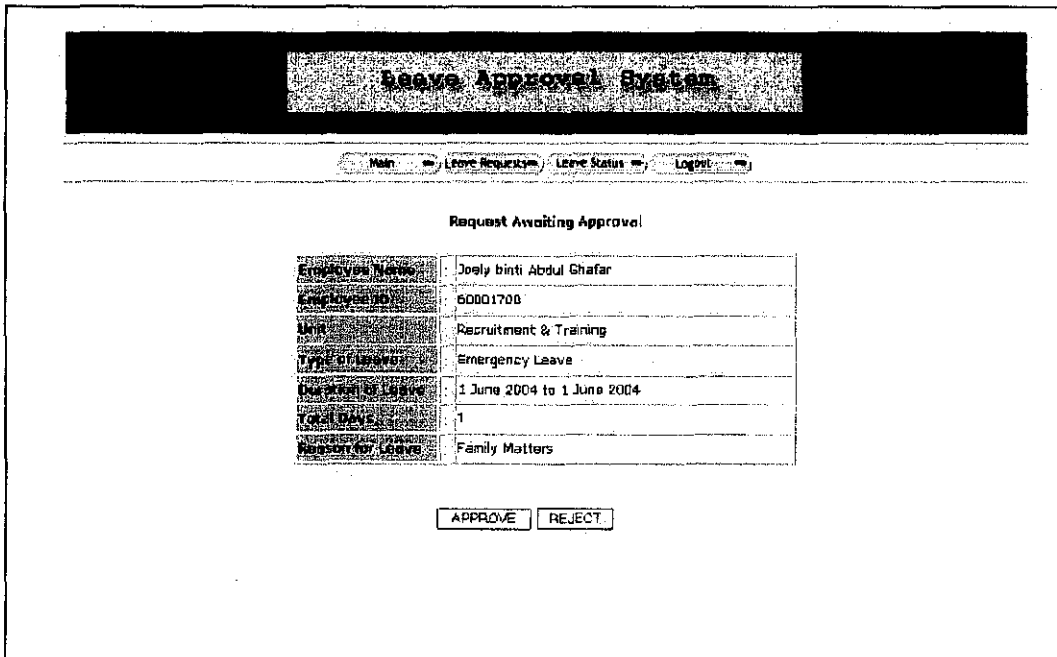 Leave Approval System
Main Leave Requests Leave Status Logout
Request Awaiting Approval
Employee Name : Joely binti Abdul Ghafar
Employee ID : 60001700
Unit : Recruitment & Training
Type of Leave : Emergency Leave
Duration of Leave : 1 June 2004 to 1 June 2004
Total Days : 1
Reason for Leave : Family Matters
APPROVE REJECT